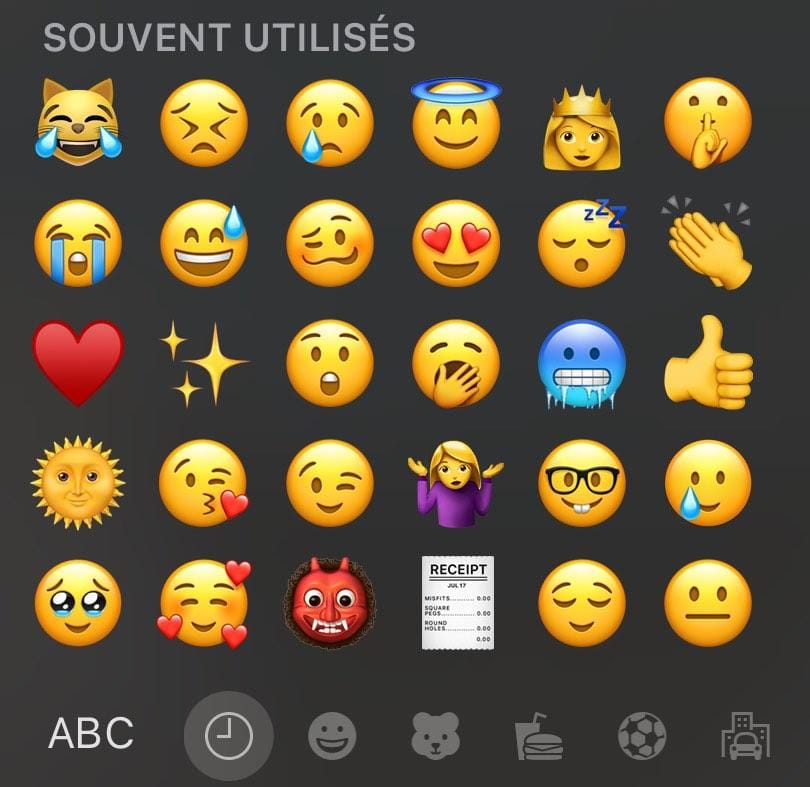 SOUVENT UTILISÉS
zzZ
RECEIPT
JUL 17
MISFITS........... 0.00
SQUARE
PEGS............... 0.00
ROUND
HOLES............. 0.00
0.00
ABC